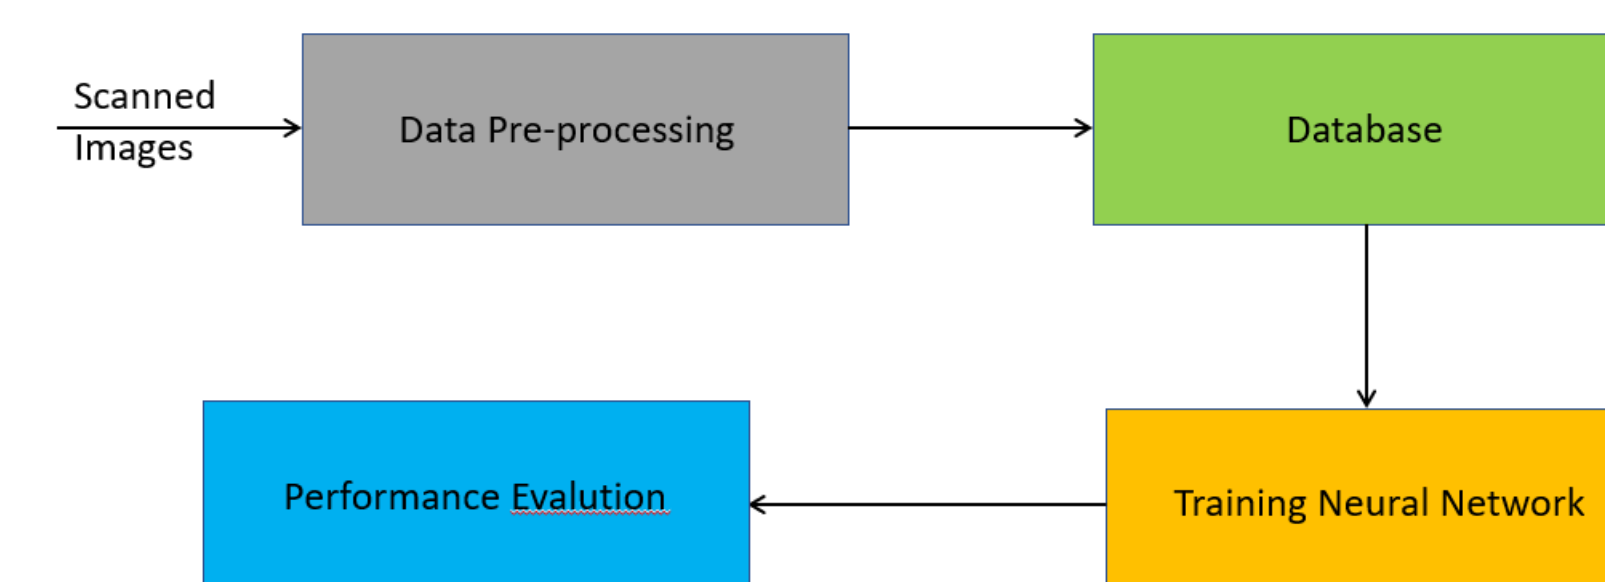 Scanned
Images
Data Pre-processing
Database
Performance Evalution
Training Neural Network